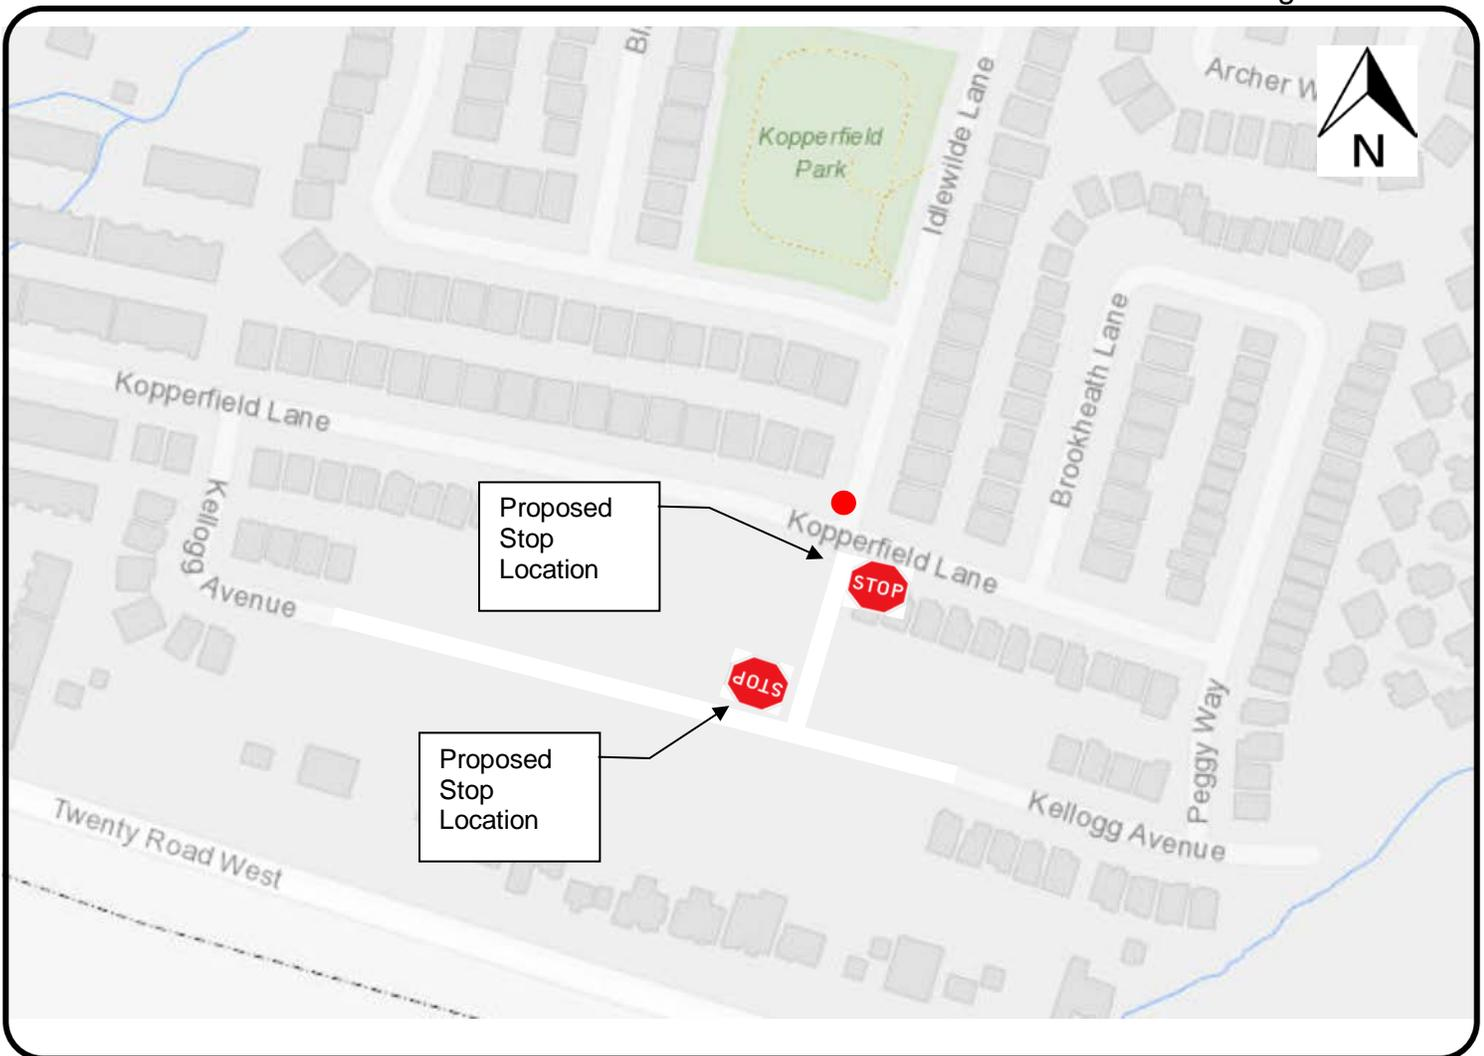 Bl
Archer W
N
Kopperfield
Park
Idlewilde Lane
Brookheath Lane
Kopperfield Lane
Kellogg Avenue
Proposed
Stop
Location
Kopperfield Lane
STOP
STOP
Proposed
Stop
Location
Peggy Way
Kellogg Avenue
Twenty Road West